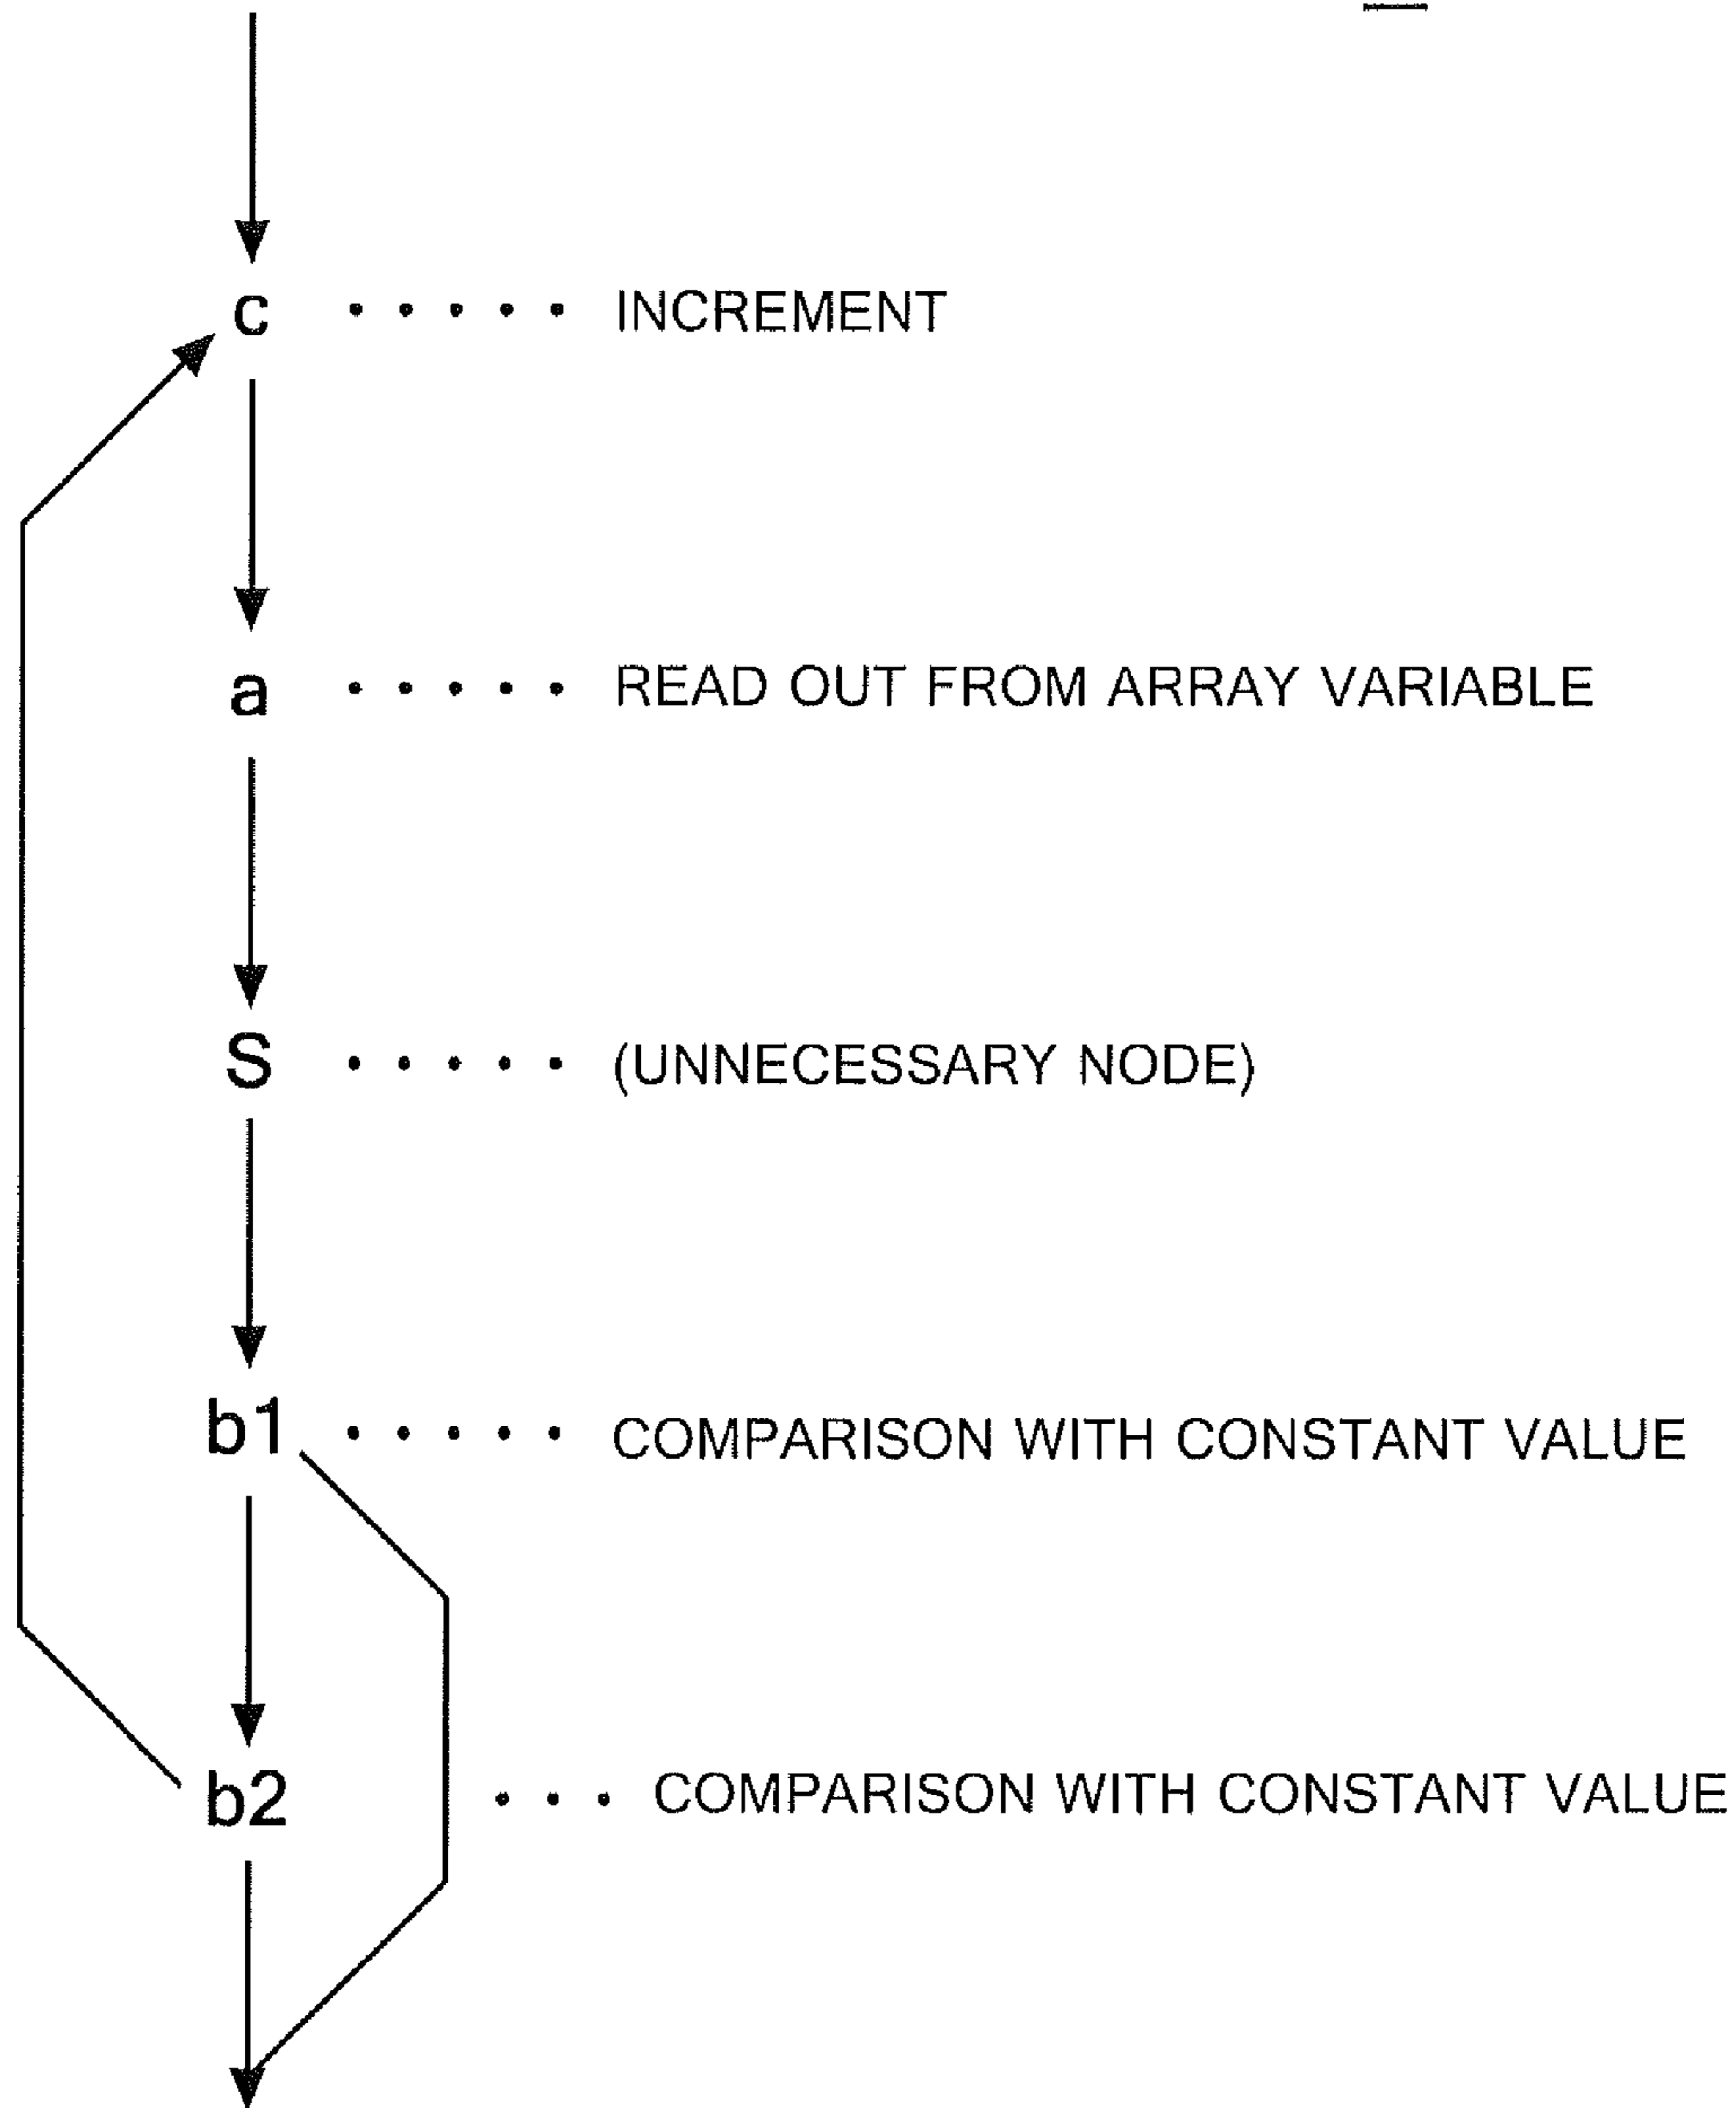 c ····· INCREMENT
a ····· READ OUT FROM ARRAY VARIABLE
S ····· (UNNECESSARY NODE)
b1 ····· COMPARISON WITH CONSTANT VALUE
b2 ··· COMPARISON WITH CONSTANT VALUE